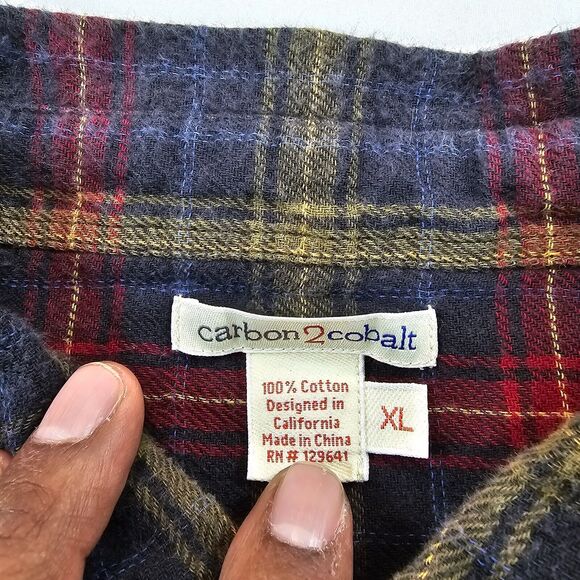 carbon2cobalt
100% Cotton
Designed in
California
Made in China
RN# 129641
XL